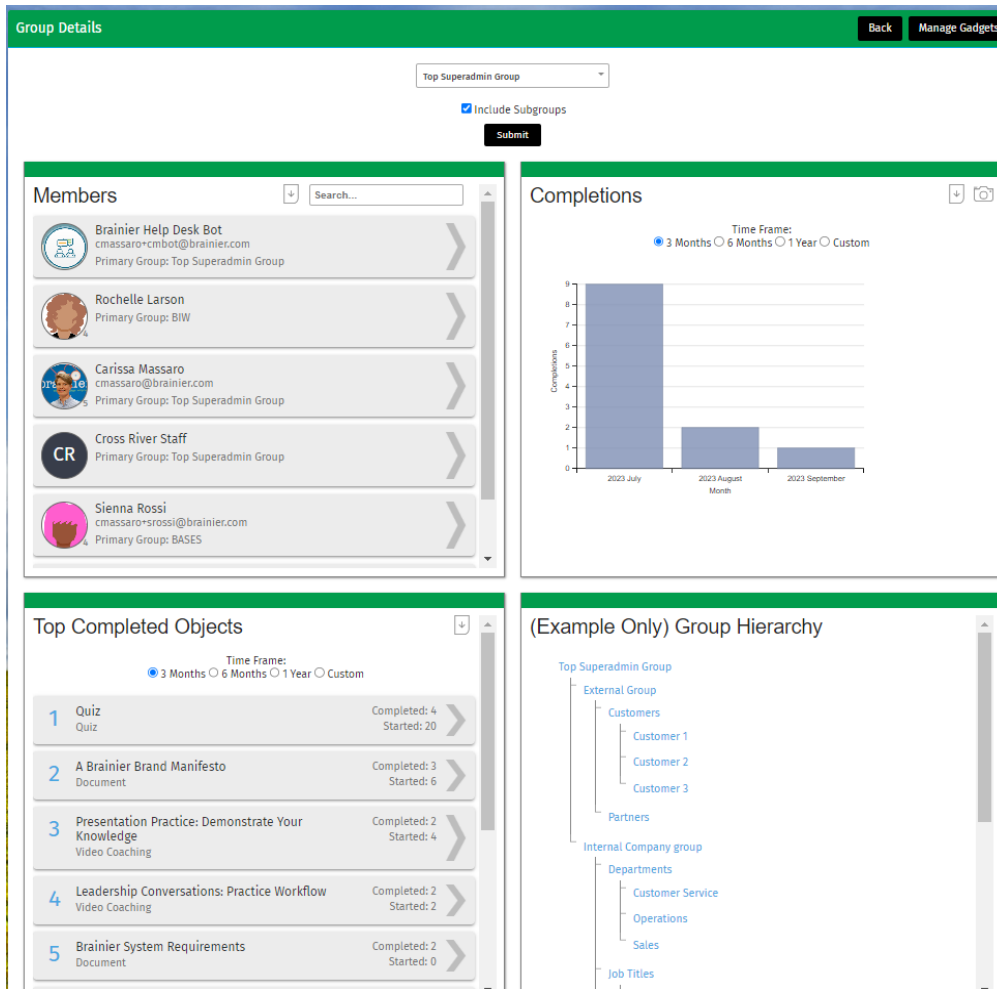 Group Details
Back
Manage Gadgets
Top Superadmin Group
Include Subgroups
Submit
Members
Search...
Brainier Help Desk Bot
cmassaro+cmbot@brainier.com
Primary Group: Top Superadmin Group
Rochelle Larson
Primary Group: BIW
4
Carissa Massaro
cmassaro@brainier.com
Primary Group: Top Superadmin Group
5
CR
Cross River Staff
Primary Group: Top Superadmin Group
Sienna Rossi
cmassaro+srossi@brainier.com
Primary Group: BASES
4
Completions
Time Frame:
3 Months 6 Months 1 Year Custom
9
8
7
6
5
4
3
2
1
0
Completions
2023 July
2023 August
2023 September
Month
Top Completed Objects
Time Frame:
3 Months 6 Months 1 Year Custom
1
Quiz
Quiz
Completed: 4
Started: 20
2
A Brainier Brand Manifesto
Document
Completed: 3
Started: 6
3
Presentation Practice: Demonstrate Your
Knowledge
Video Coaching
Completed: 2
Started: 4
4
Leadership Conversations: Practice Workflow
Video Coaching
Completed: 2
Started: 2
5
Brainier System Requirements
Document
Completed: 2
Started: 0
(Example Only) Group Hierarchy
Top Superadmin Group
External Group
Customers
Customer 1
Customer 2
Customer 3
Partners
Internal Company group
Departments
Customer Service
Operations
Sales
Job Titles